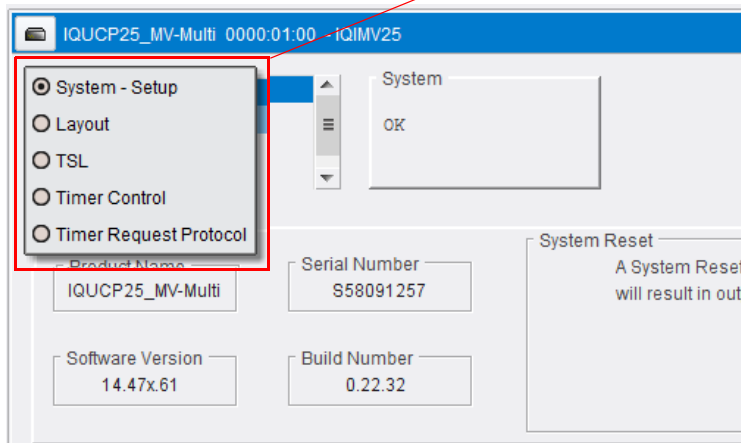 IQUCP25_MV-Multi 0000:01:00 - IQIMV25
System - Setup
Layout
TSL
Timer Control
Timer Request Protocol
System
OK
Product Name
IQUCP25_MV-Multi
Serial Number
S58091257
Software Version
14.47x.61
Build Number
0.22.32
System Reset
A System Reset
will result in out